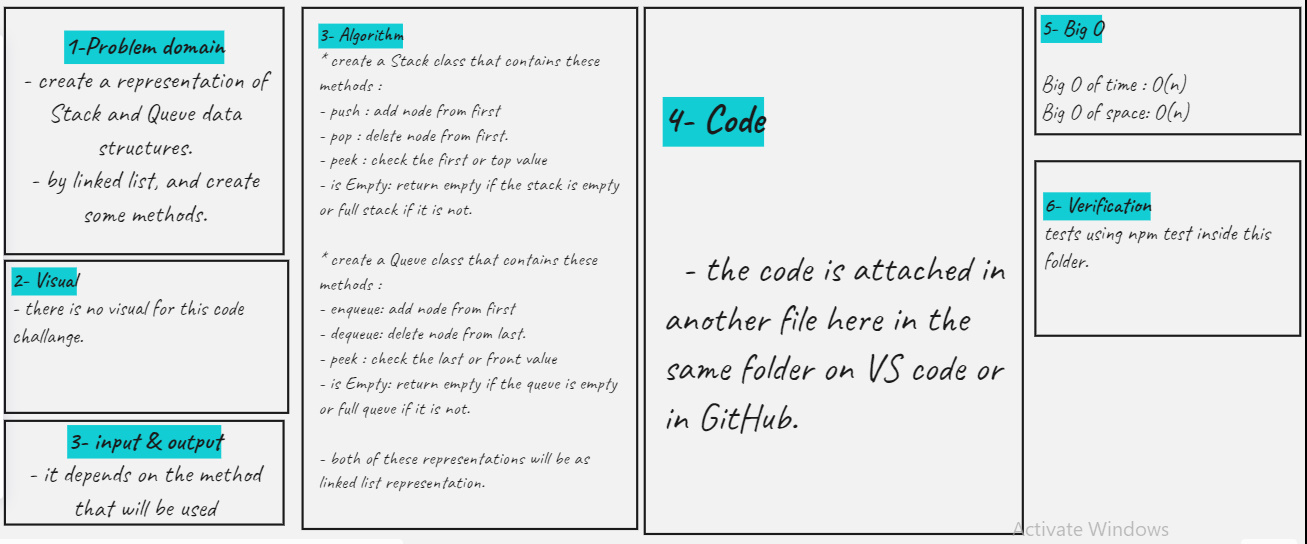 1-Problem domain
- create a representation of
Stack and Queue data
structures.
- by linked list, and create
some methods.
2- Visual
- there is no visual for this code
challange.
3- input & output
- it depends on the method
that will be used
3- Algorithm
* create a Stack class that contains these
methods :
- push : add node from first
- pop : delete node from first.
- peek : check the first or top value
- is Empty: return empty if the stack is empty
or full stack if it is not.
* create a Queue class that contains these
methods :
- enqueue: add node from first
- dequeue: delete node from last.
- peek : check the last or front value
- is Empty: return empty if the queue is empty
or full queue if it is not.
- both of these representations will be as
linked list representation.
4- Code
- the code is attached in
another file here in the
same folder on VS code or
in GitHub.
5- Big O
Big O of time : O(n)
Big O of space: O(n)
6- Verification
tests using npm test inside this
folder.
Activate Windows